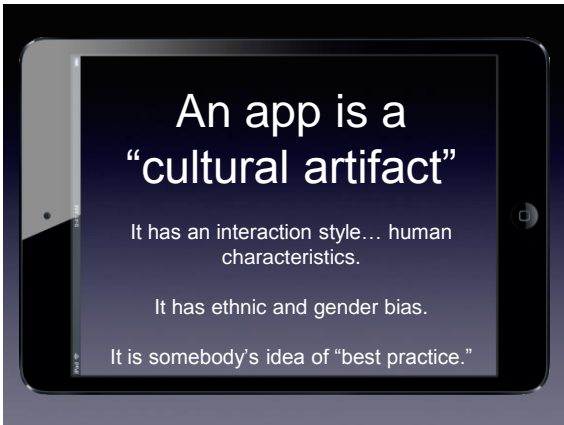 An app is a
“cultural artifact”
It has an interaction style… human
characteristics.
It has ethnic and gender bias.
It is somebody’s idea of “best practice.”
iPad